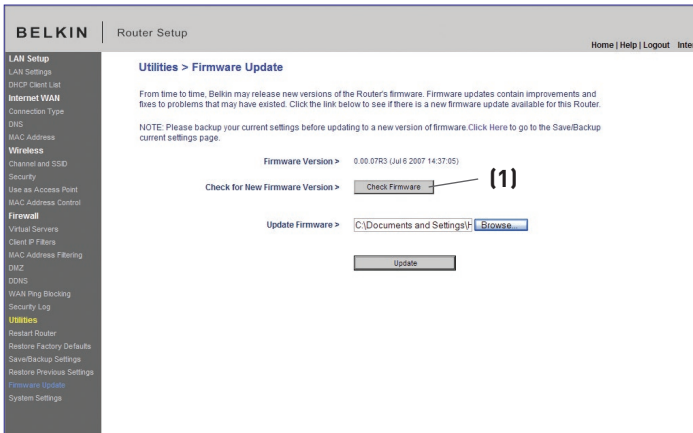 BELKIN
Router Setup
Home | Help | Logout Inte
LAN Setup
LAN Settings
DHCP Client List
Internet WAN
Connection Type
DNS
MAC Address
Wireless
Channel and SSID
Security
Use as Access Point
MAC Address Control
Firewall
Virtual Servers
Client IP Filters
MAC Address Filtering
DMZ
DDNS
WAN Ping Blocking
Security Log
Utilities
Restart Router
Restore Factory Defaults
Save/Backup Settings
Restore Previous Settings
Firmware Update
System Settings
Utilities > Firmware Update
From time to time, Belkin may release new versions of the Router's firmware. Firmware updates contain improvements and
fixes to problems that may have existed. Click the link below to see if there is a new firmware update available for this Router.
NOTE: Please backup your current settings before updating to a new version of firmware.Click Here to go to the Save/Backup
current settings page.
Firmware Version > 0.00.07R3 (Jul 6 2007 14:37:05)
Check for New Firmware Version > Check Firmware (1)
Update Firmware > C:\Documents and Settings\H Browse...
Update